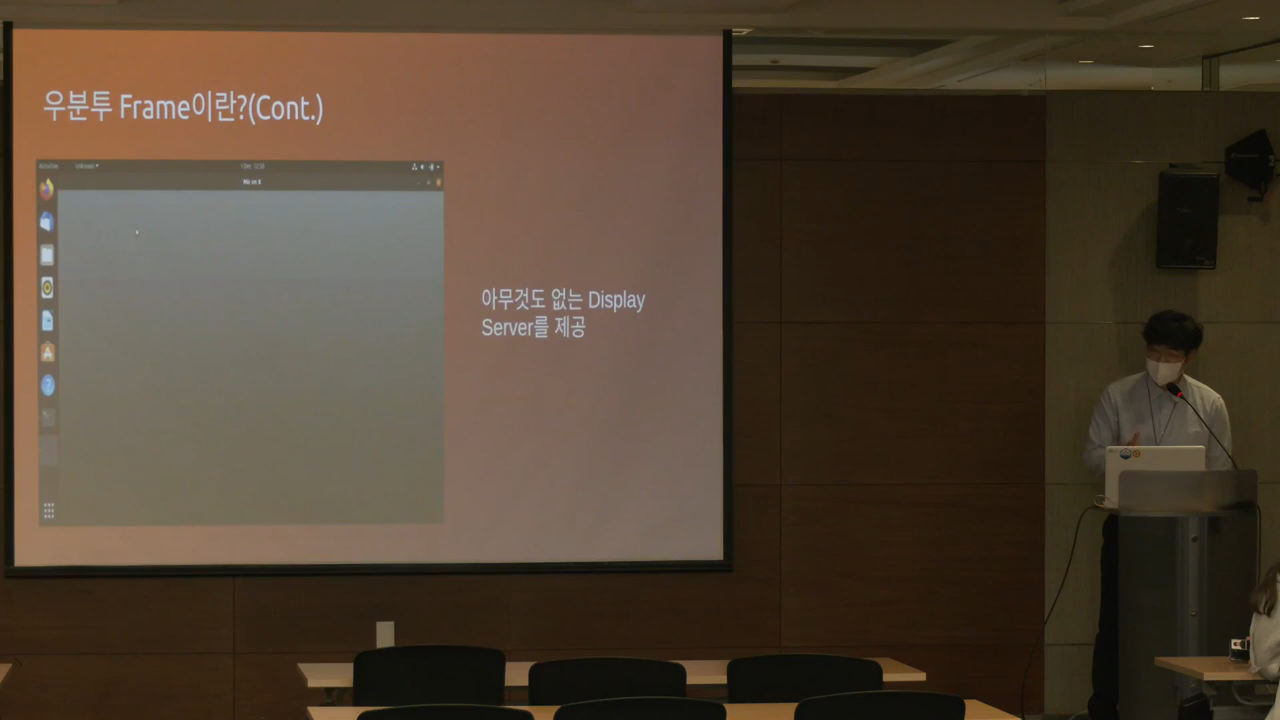 우분투 Frame이란?(Cont.)
아무것도 없는 Display
Server를 제공